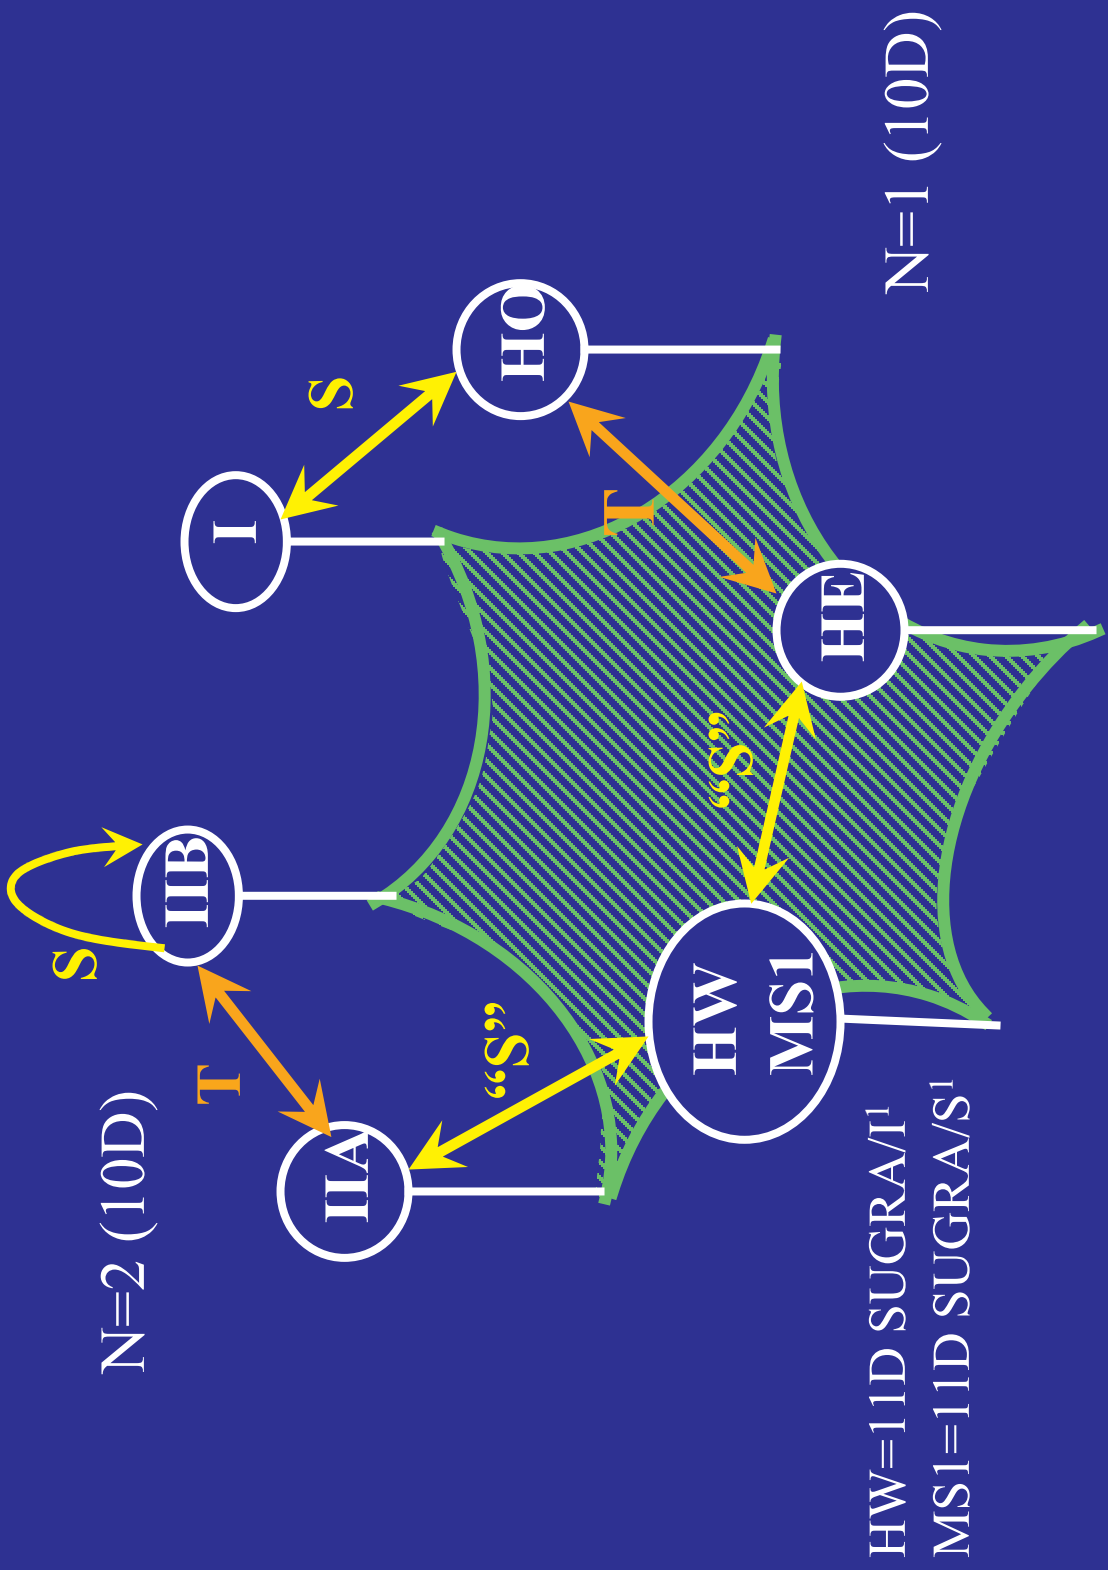 S
N=2 (10D)
IIB
T
I
S
IIA
“S”
HO
T
HW
MS1
“S”
HE
N=1 (10D)
HW=11D SUGRA/I¹
MS1=11D SUGRA/S¹